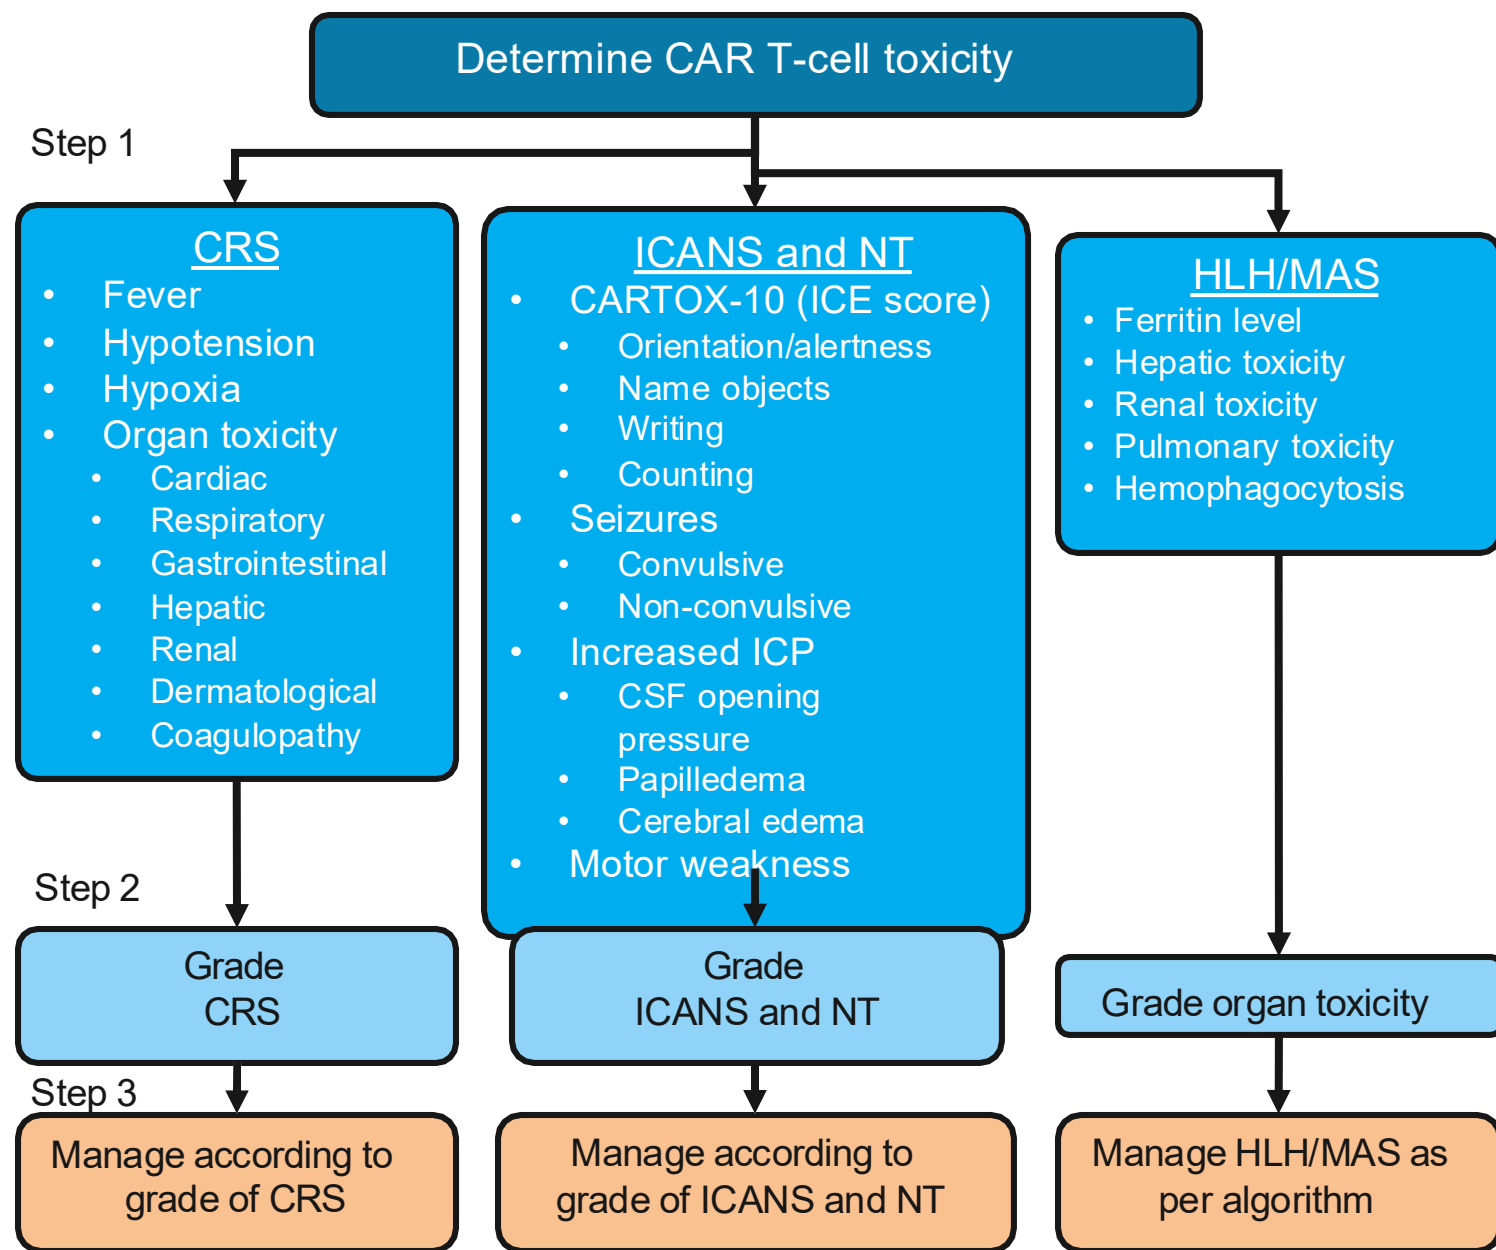 Determine CAR T-cell toxicity
Step 1
CRS
• Fever
• Hypotension
• Hypoxia
• Organ toxicity
• Cardiac
• Respiratory
• Gastrointestinal
• Hepatic
• Renal
• Dermatological
• Coagulopathy
ICANS and NT
• CARTOX-10 (ICE score)
• Orientation/alertness
• Name objects
• Writing
• Counting
• Seizures
• Convulsive
• Non-convulsive
• Increased ICP
• CSF opening
pressure
• Papilledema
• Cerebral edema
• Motor weakness
HLH/MAS
• Ferritin level
• Hepatic toxicity
• Renal toxicity
• Pulmonary toxicity
• Hemophagocytosis
Step 2
Grade
CRS
Grade
ICANS and NT
Grade organ toxicity
Step 3
Manage according to
grade of CRS
Manage according to
grade of ICANS and NT
Manage HLH/MAS as
per algorithm